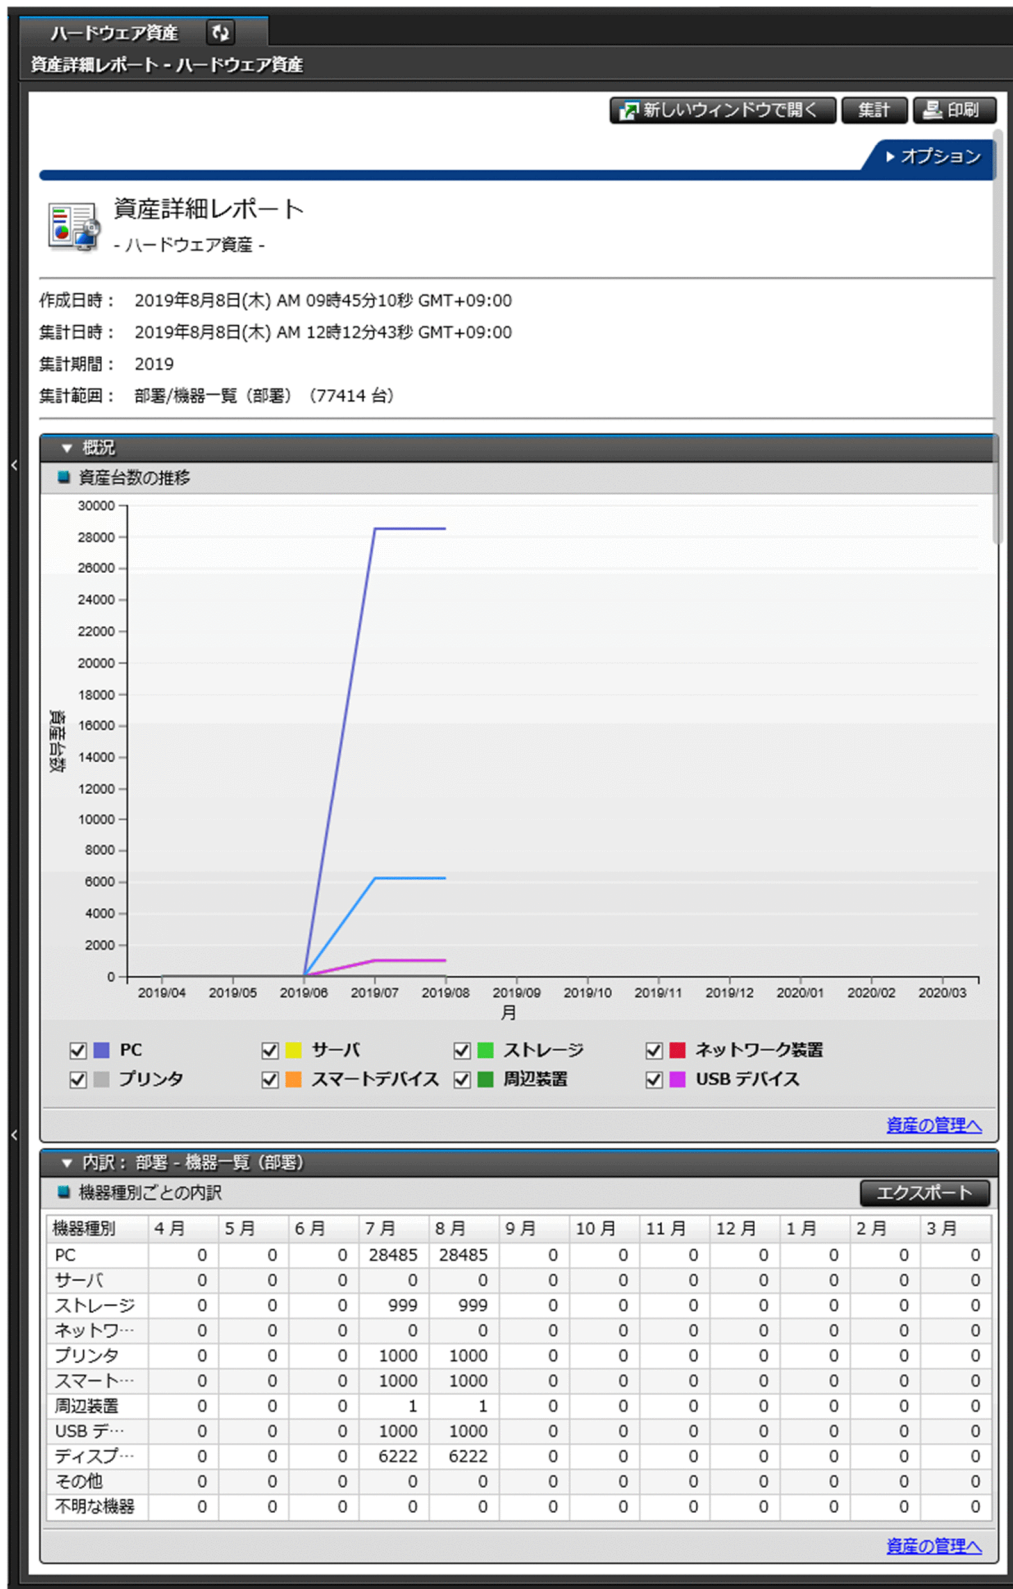 ハードウェア資産
資産詳細レポート - ハードウェア資産
新しいウィンドウで開く 集計 印刷
オプション
資産詳細レポート
- ハードウェア資産 -
作成日時： 2019年8月8日(木) AM 09時45分10秒 GMT+09:00
集計日時： 2019年8月8日(木) AM 12時12分43秒 GMT+09:00
集計期間： 2019
集計範囲： 部署/機器一覧（部署）（77414 台）
概況
資産台数の推移
30000
28000
26000
24000
22000
20000
18000
16000
14000
12000
10000
8000
6000
4000
2000
0
資産台数
2019/04 2019/05 2019/06 2019/07 2019/08 2019/09 2019/10 2019/11 2019/12 2020/01 2020/02 2020/03
月
PC サーバ ストレージ ネットワーク装置
プリンタ スマートデバイス 周辺装置 USB デバイス
資産の管理へ
内訳： 部署 - 機器一覧（部署）
機器種別ごとの内訳 エクスポート
機器種別 4 月 5 月 6 月 7 月 8 月 9 月 10 月 11 月 12 月 1 月 2 月 3 月
PC 0 0 0 28485 28485 0 0 0 0 0 0 0
サーバ 0 0 0 0 0 0 0 0 0 0 0 0
ストレージ 0 0 0 999 999 0 0 0 0 0 0 0
ネットワ… 0 0 0 0 0 0 0 0 0 0 0 0
プリンタ 0 0 0 1000 1000 0 0 0 0 0 0 0
スマート… 0 0 0 1000 1000 0 0 0 0 0 0 0
周辺装置 0 0 0 1 1 0 0 0 0 0 0 0
USB デ… 0 0 0 1000 1000 0 0 0 0 0 0 0
ディスプ… 0 0 0 6222 6222 0 0 0 0 0 0 0
その他 0 0 0 0 0 0 0 0 0 0 0 0
不明な機器 0 0 0 0 0 0 0 0 0 0 0 0
資産の管理へ